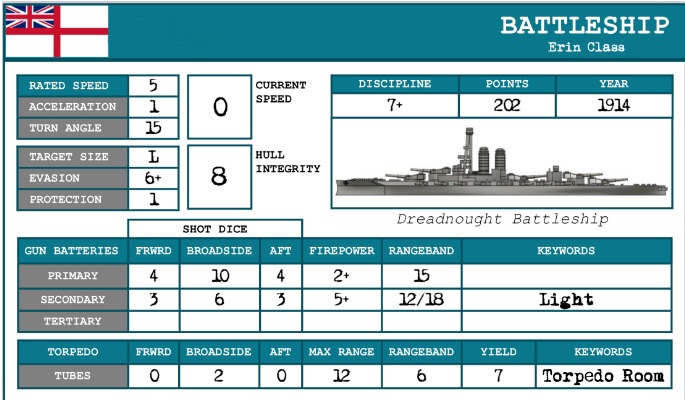 BATTLESHIP
Erin Class
RATED SPEED 5
ACCELERATION 1
TURN ANGLE 15
0 CURRENT SPEED
TARGET SIZE L
EVASION 6+
PROTECTION 1
8 HULL INTEGRITY
DISCIPLINE POINTS YEAR
7+ 202 1914
Dreadnought Battleship
SHOT DICE
GUN BATTERIES FRWRD BROADSIDE AFT FIREPOWER RANGEBAND KEYWORDS
PRIMARY 4 10 4 2+ 15
SECONDARY 3 6 3 5+ 12/18 Light
TERTIARY
TORPEDO FRWRD BROADSIDE AFT MAX RANGE RANGEBAND YIELD KEYWORDS
TUBES 0 2 0 12 6 7 Torpedo Room